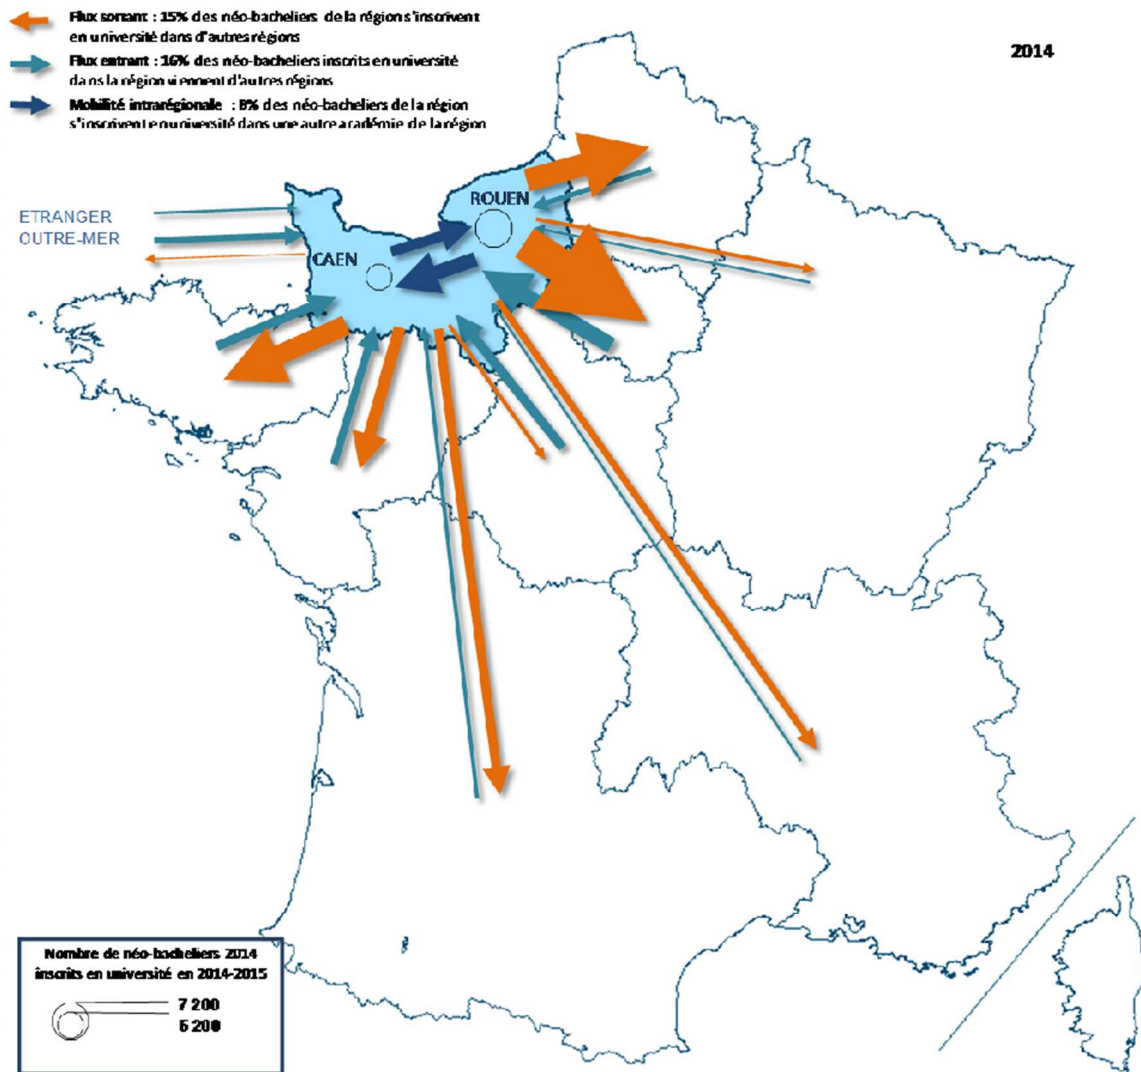 Flux sortant : 15% des néo-bacheliers de la région s'inscrivent
en université dans d'autres régions
Flux entrant : 16% des néo-bacheliers inscrits en université
dans la région viennent d'autres régions
Mobilité intrarégionale : 8% des néo-bacheliers de la région
s'inscrivent en université dans une autre académie de la région
2014
ROUEN
ETRANGER
OUTRE-MER
CAEN
Nombre de néo-bacheliers 2014
inscrits en université en 2014-2015
7 200
6 200